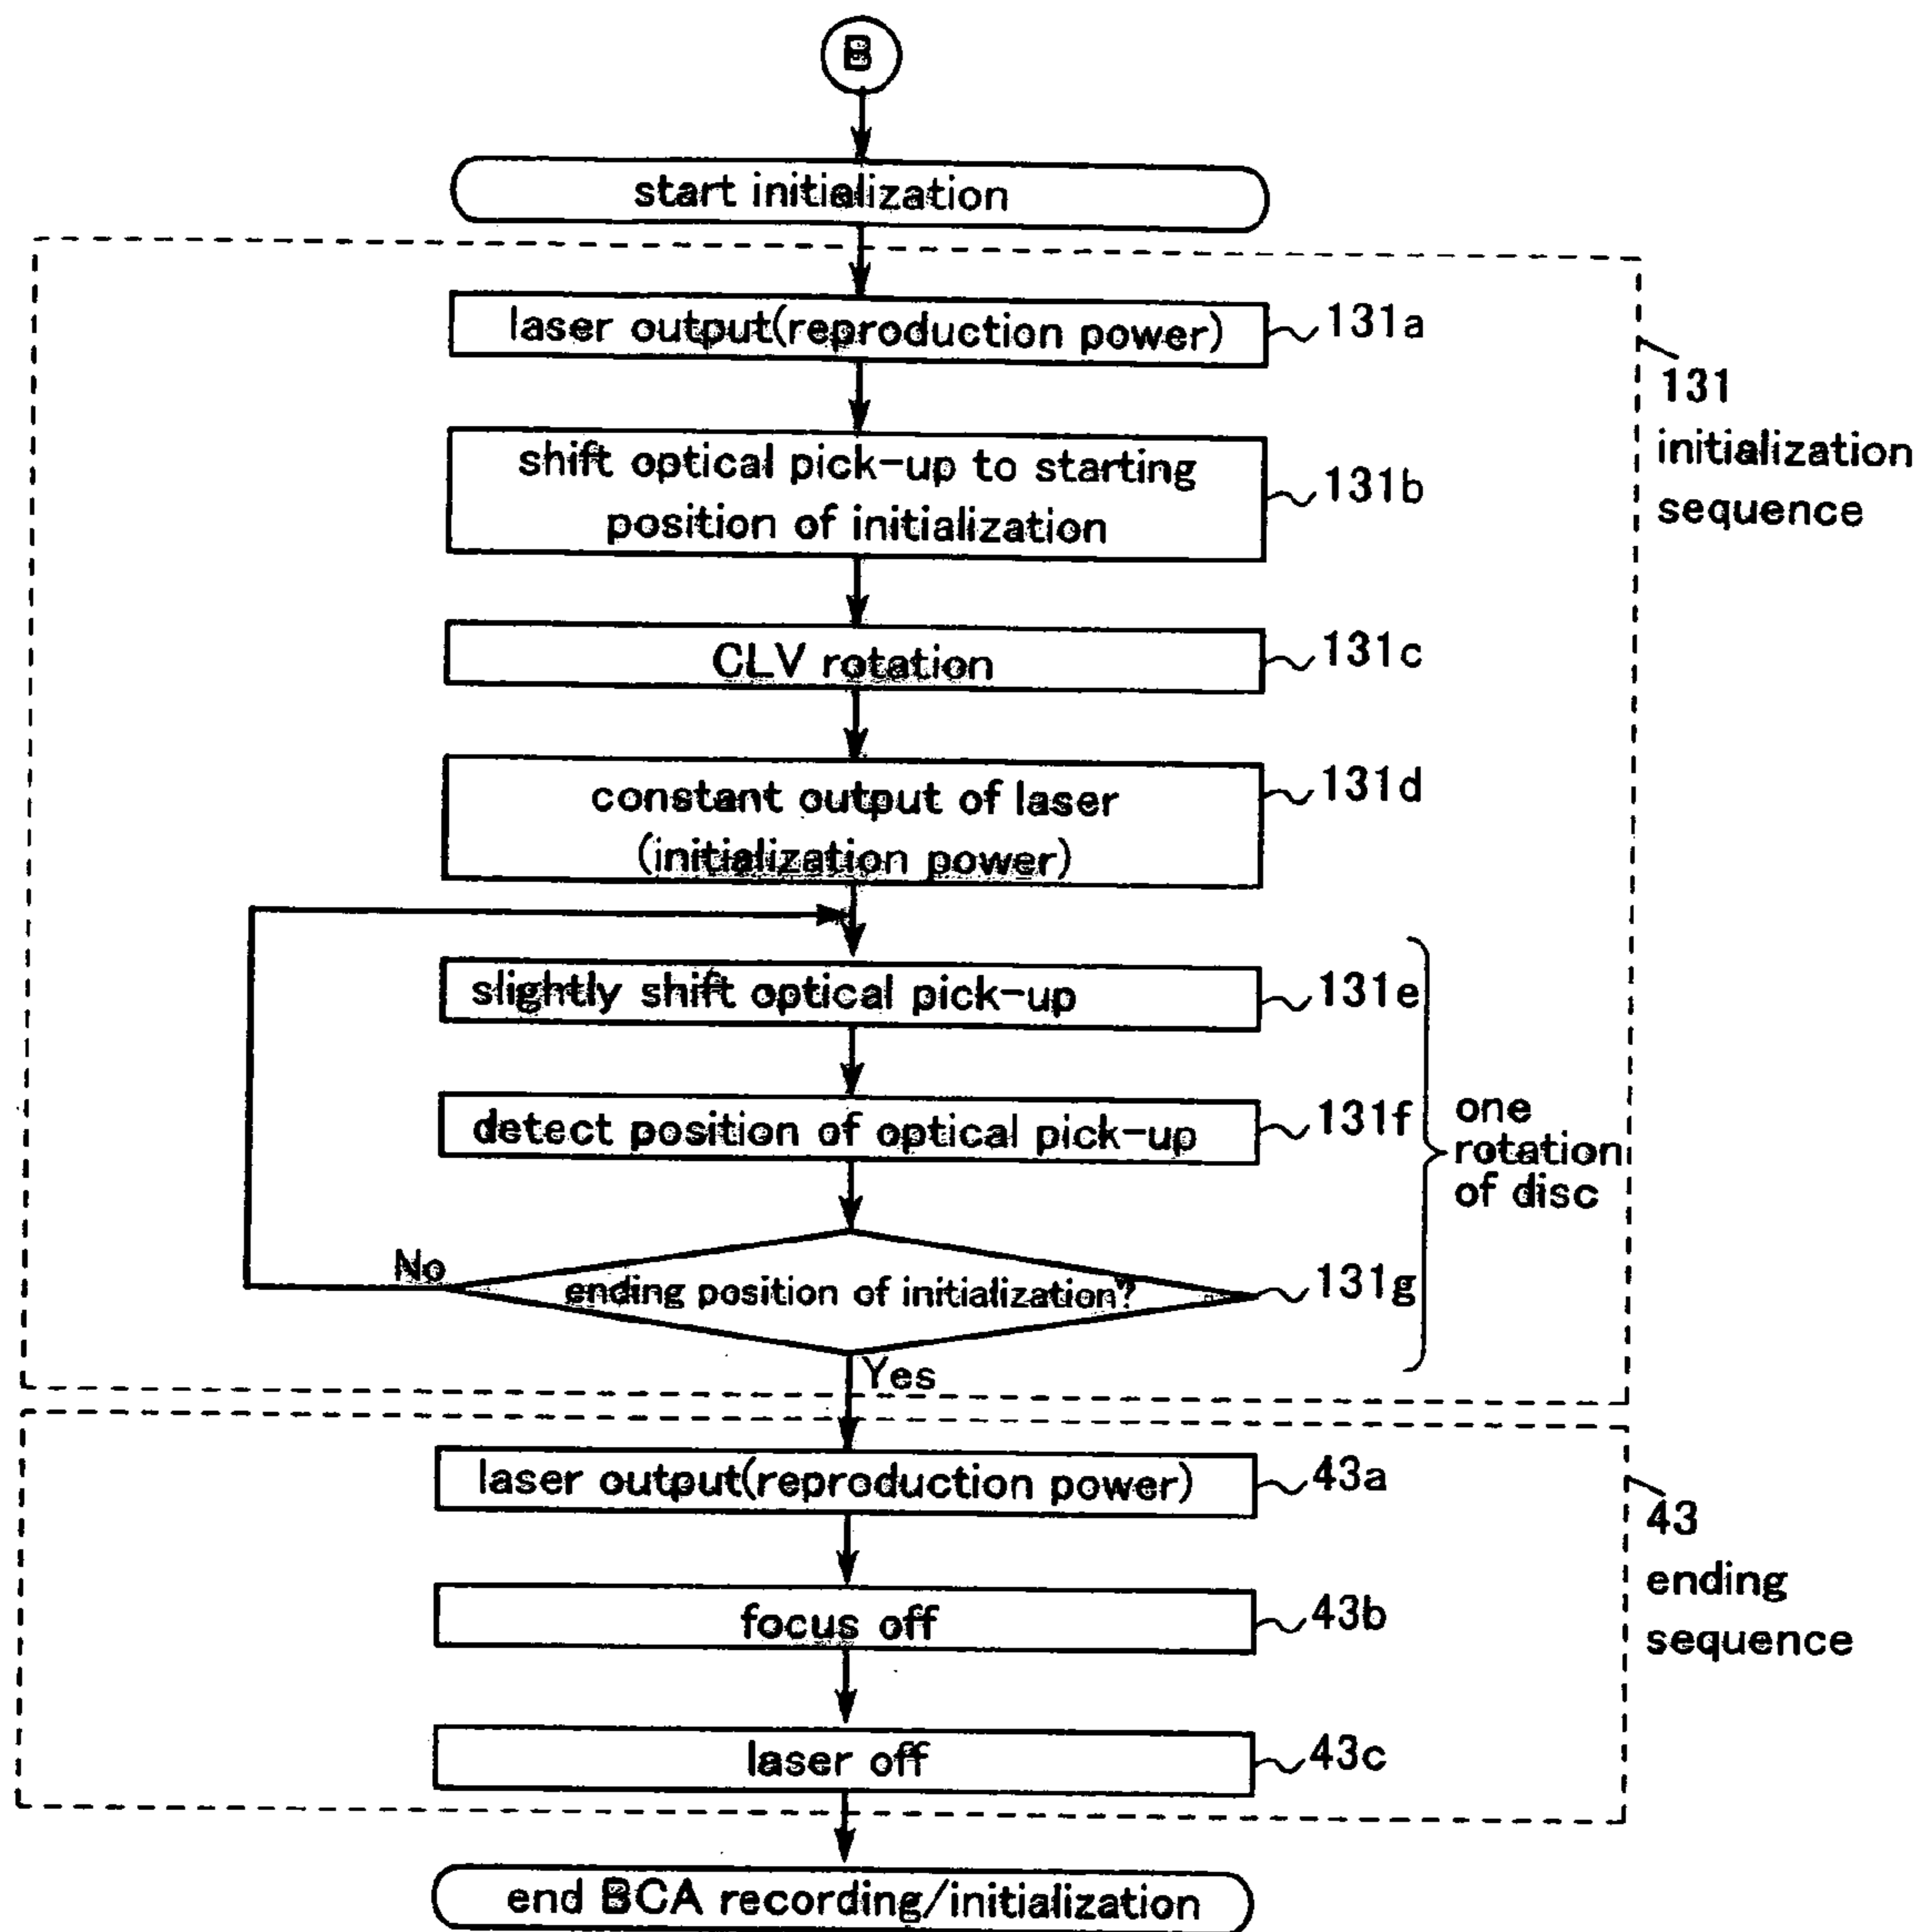 B
start initialization
laser output(reproduction power)
131a
131
initialization
sequence
shift optical pick-up to starting
position of initialization
131b
CLV rotation
131c
constant output of laser
(initialization power)
131d
slightly shift optical pick-up
131e
detect position of optical pick-up
131f
one
rotation
of disc
No
ending position of initialization?
131g
Yes
laser output(reproduction power)
43a
43
ending
sequence
focus off
43b
laser off
43c
end BCA recording/initialization